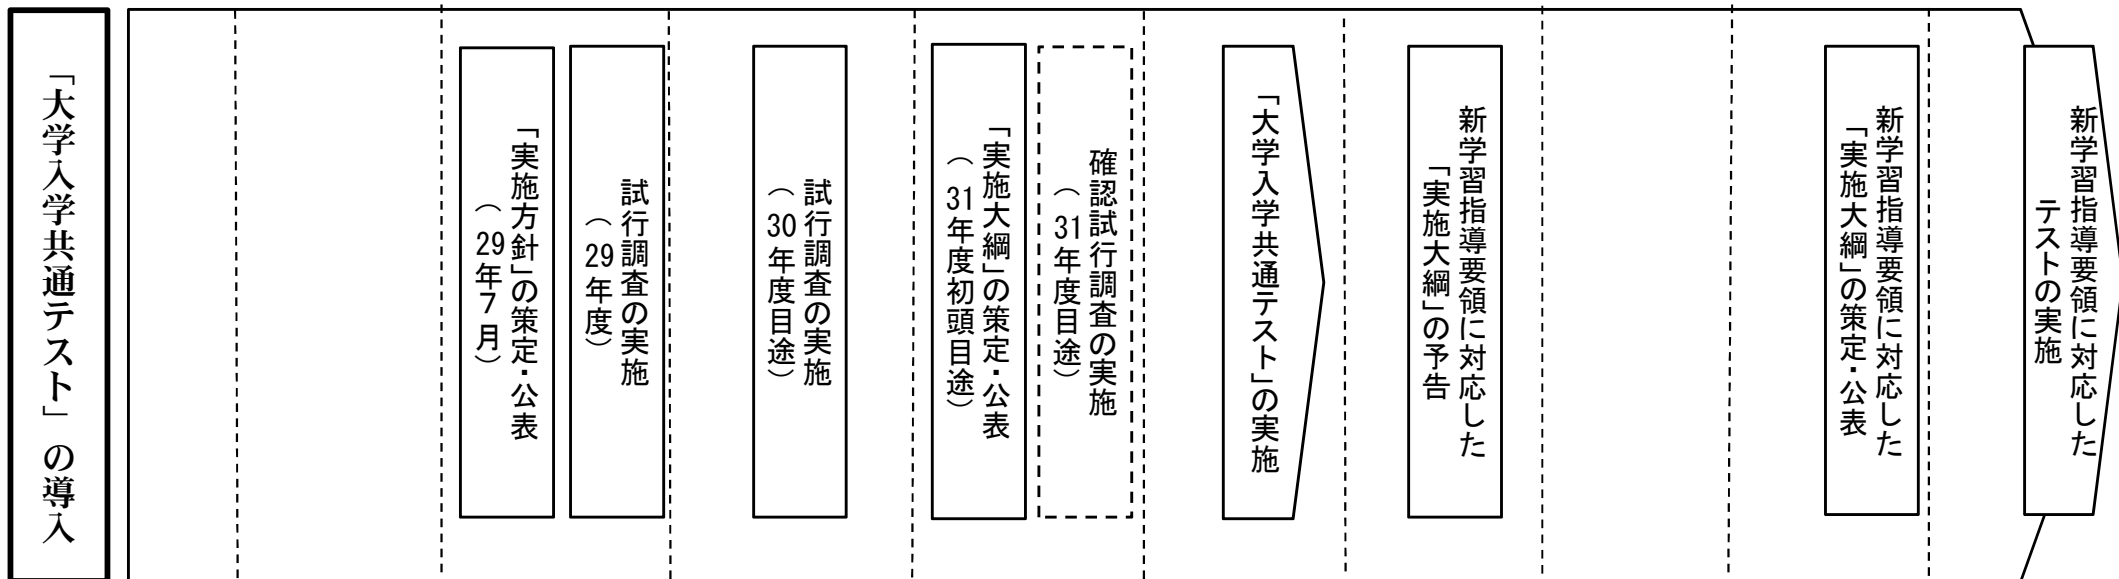 「大学入学共通テスト」の導入
「実施方針」の策定・公表
（29年７月）
試行調査の実施
（29年度）
試行調査の実施
（30年度目途）
「実施大綱」の策定・公表
（31年度初頭目途）
確認試行調査の実施
（31年度目途）
「大学入学共通テスト」の実施
新学習指導要領に対応した
「実施大綱」の予告
新学習指導要領に対応した
「実施大綱」の策定・公表
新学習指導要領に対応した
テストの実施